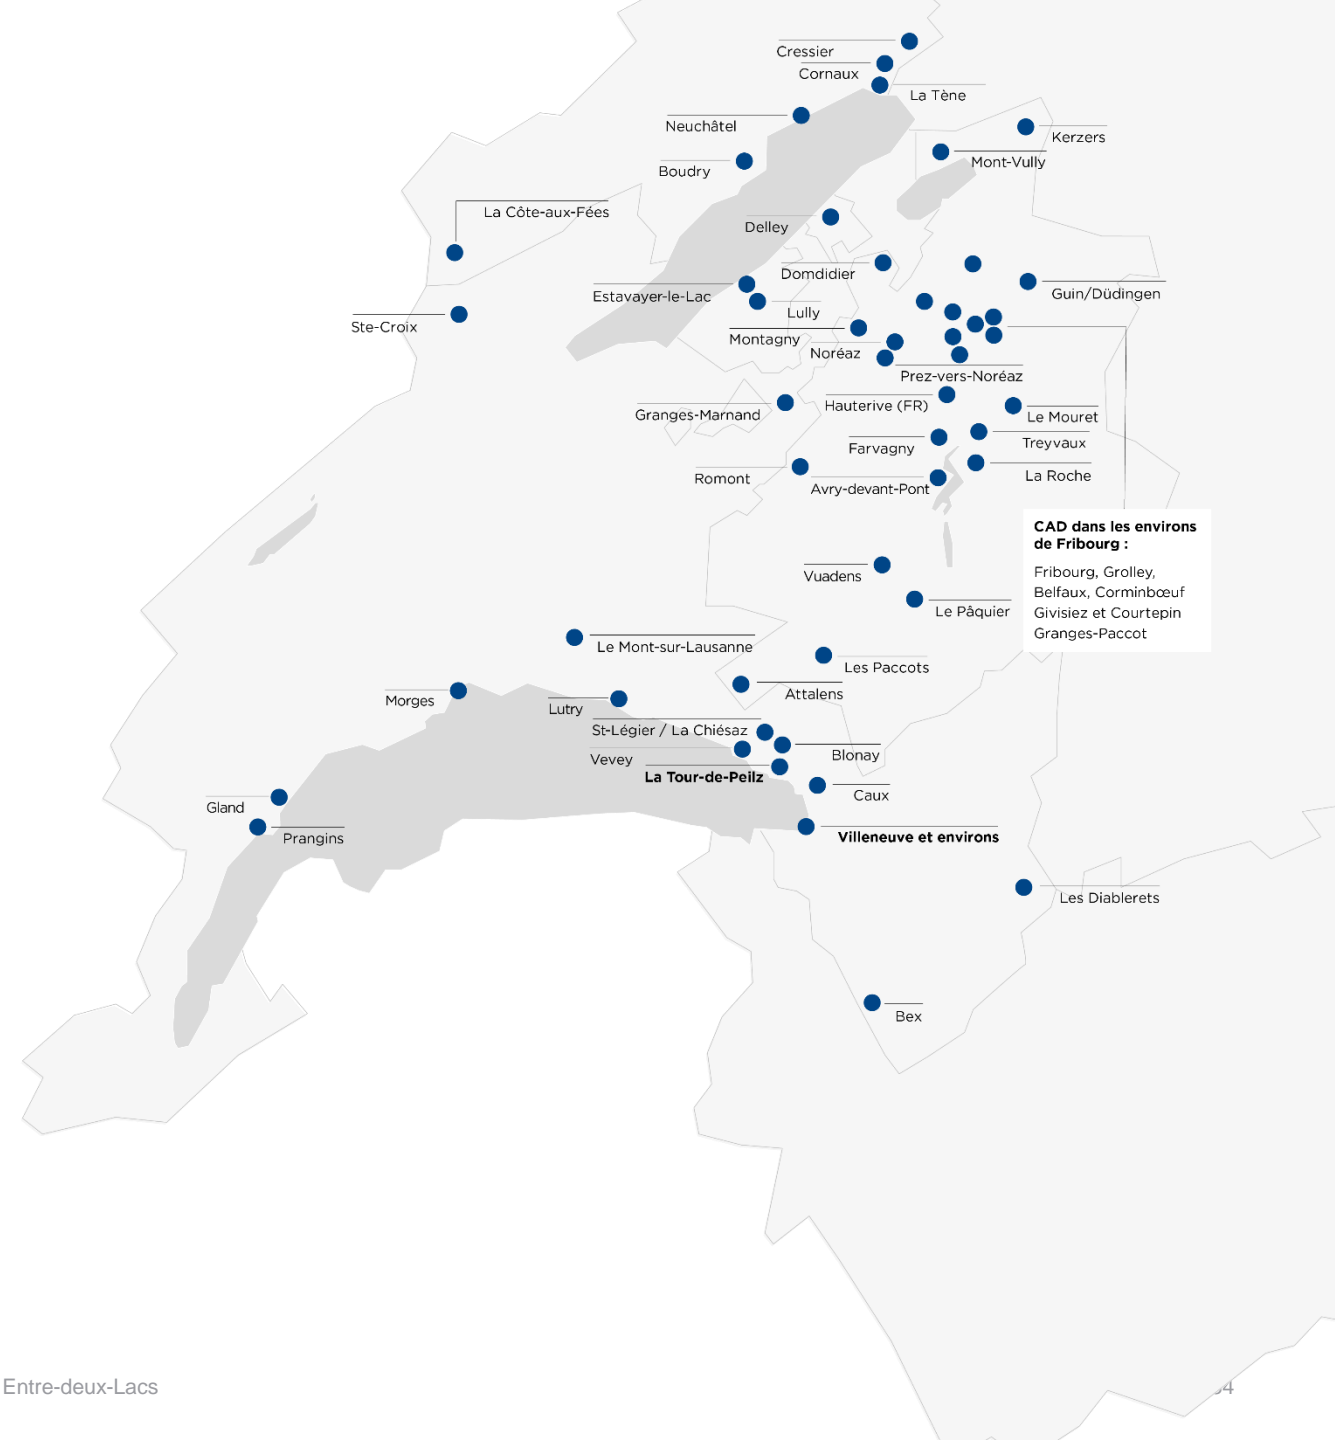 Cressier
Cornaux
La Tène
Neuchâtel
Kerzers
Mont-Vully
Boudry
La Côte-aux-Fées
Delley
Domdidier
Guin/Düdingen
Estavayer-le-Lac
Lully
Ste-Croix
Montagny
Noréaz
Prez-vers-Noréaz
Hauterive (FR)
Granges-Marnand
Le Mouret
Treyvaux
Farvagny
La Roche
Romont
Avry-devant-Pont
CAD dans les environs
de Fribourg :
Fribourg, Grolley,
Belfaux, Corminbœuf
Givisiez et Courtepin
Granges-Paccot
Vuadens
Le Pâquier
Le Mont-sur-Lausanne
Les Paccots
Attalens
Morges
Lutry
St-Légier / La Chiésaz
Blonay
Vevey
La Tour-de-Peilz
Caux
Gland
Prangins
Villeneuve et environs
Les Diablerets
Bex
Entre-deux-Lacs